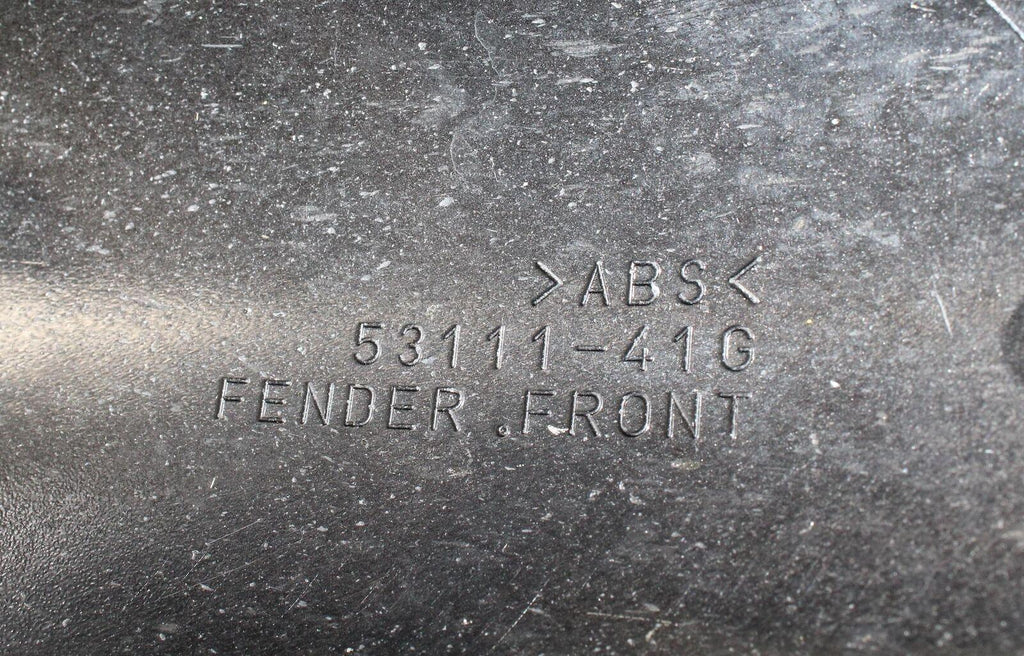 >ABS<
53111-41G
FENDER.FRONT